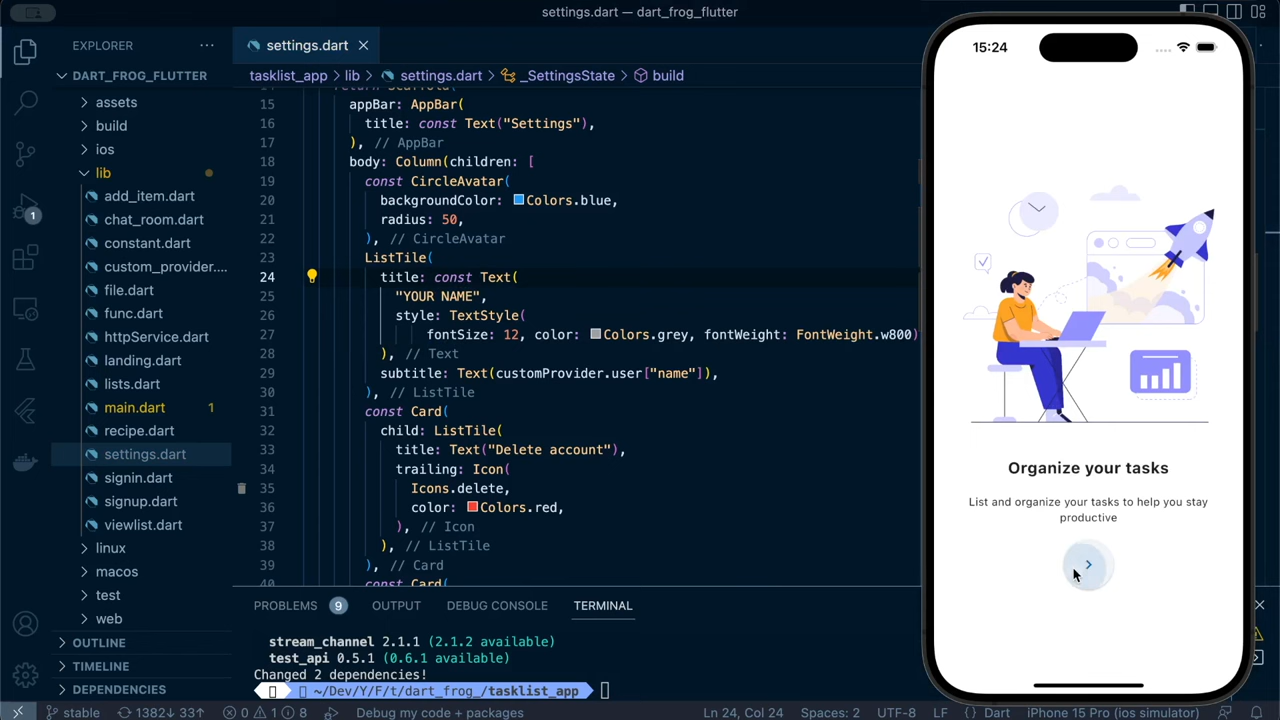 settings.dart — dart_frog_flutter
EXPLORER
DART_FROG_FLUTTER
assets
build
ios
lib
add_item.dart
chat_room.dart
constant.dart
custom_provider....
file.dart
func.dart
httpService.dart
landing.dart
lists.dart
main.dart 1
recipe.dart
settings.dart
signin.dart
signup.dart
viewlist.dart
linux
macos
test
web
OUTLINE
TIMELINE
DEPENDENCIES
1
settings.dart
tasklist_app > lib > settings.dart > _SettingsState > build
15 appBar: AppBar(
16 title: const Text("Settings"),
17 ), // AppBar
18 body: Column(children: [
19 const CircleAvatar(
20 backgroundColor: Colors.blue,
21 radius: 50,
22 ), // CircleAvatar
23 ListTile(
24 title: const Text(
25 "YOUR NAME",
26 style: TextStyle(
27 fontSize: 12, color: Colors.grey, fontWeight: FontWeight.w800)
28 ), // Text
29 subtitle: Text(customProvider.user["name"]),
30 ), // ListTile
31 const Card(
32 child: ListTile(
33 title: Text("Delete account"),
34 trailing: Icon(
35 Icons.delete,
36 color: Colors.red,
37 ), // Icon
38 ), // ListTile
39 ), // Card
40 const Card(
PROBLEMS 9 OUTPUT DEBUG CONSOLE TERMINAL
stream_channel 2.1.1 (2.1.2 available)
test_api 0.5.1 (0.6.1 available)
Changed 2 dependencies!
~/Dev/Y/F/t/dart_frog_/tasklist_app
stable 1382↓ 33↑ 0 1 8 Debug my code + packages Ln 24, Col 24 Spaces: 2 UTF-8 LF {} Dart iPhone 15 Pro (ios simulator)
15:24
Organize your tasks
List and organize your tasks to help you stay
productive